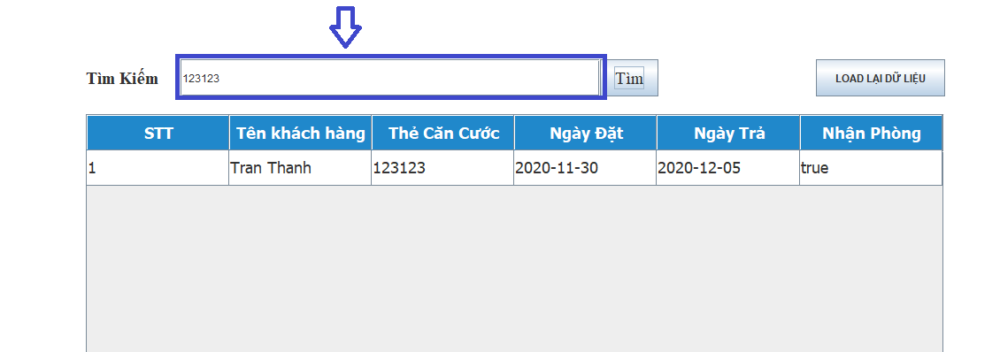 Tìm Kiếm 123123 Tìm LOAD LẠI DỮ LIỆU
STT Tên khách hàng Thẻ Căn Cước Ngày Đặt Ngày Trả Nhận Phòng
1 Tran Thanh 123123 2020-11-30 2020-12-05 true